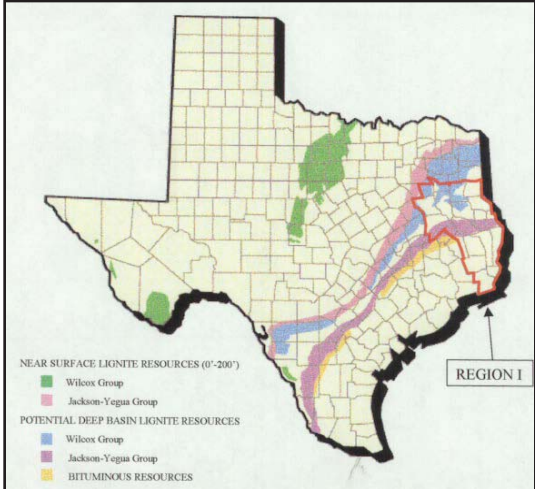 REGION I
NEAR SURFACE LIGNITE RESOURCES (0'-200')
Wilcox Group
Jackson-Yegua Group
POTENTIAL DEEP BASIN LIGNITE RESOURCES
Wilcox Group
Jackson-Yegua Group
BITUMINOUS RESOURCES